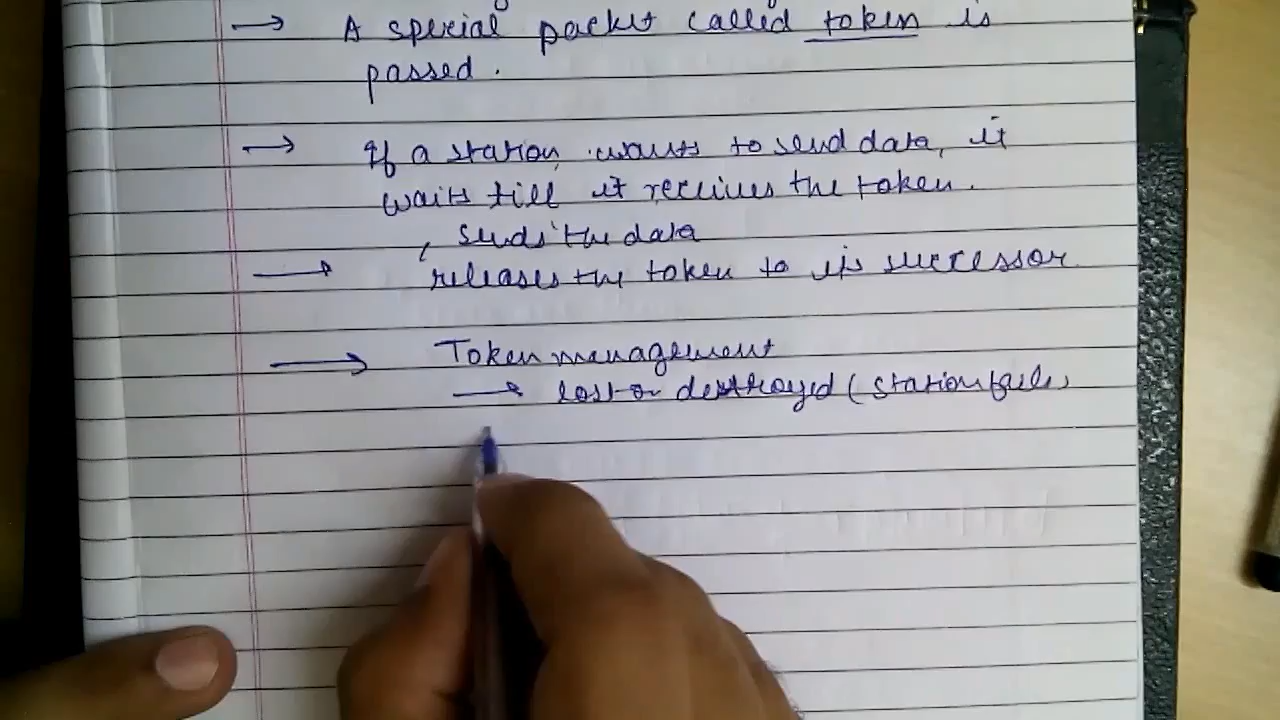 → A special packet called token is
passed.
→ If a station wants to send data, it
waits till it receives the token.
, sends the data
→ releases the token to its successor
→ Token management
→ lost or destroyed (station fails